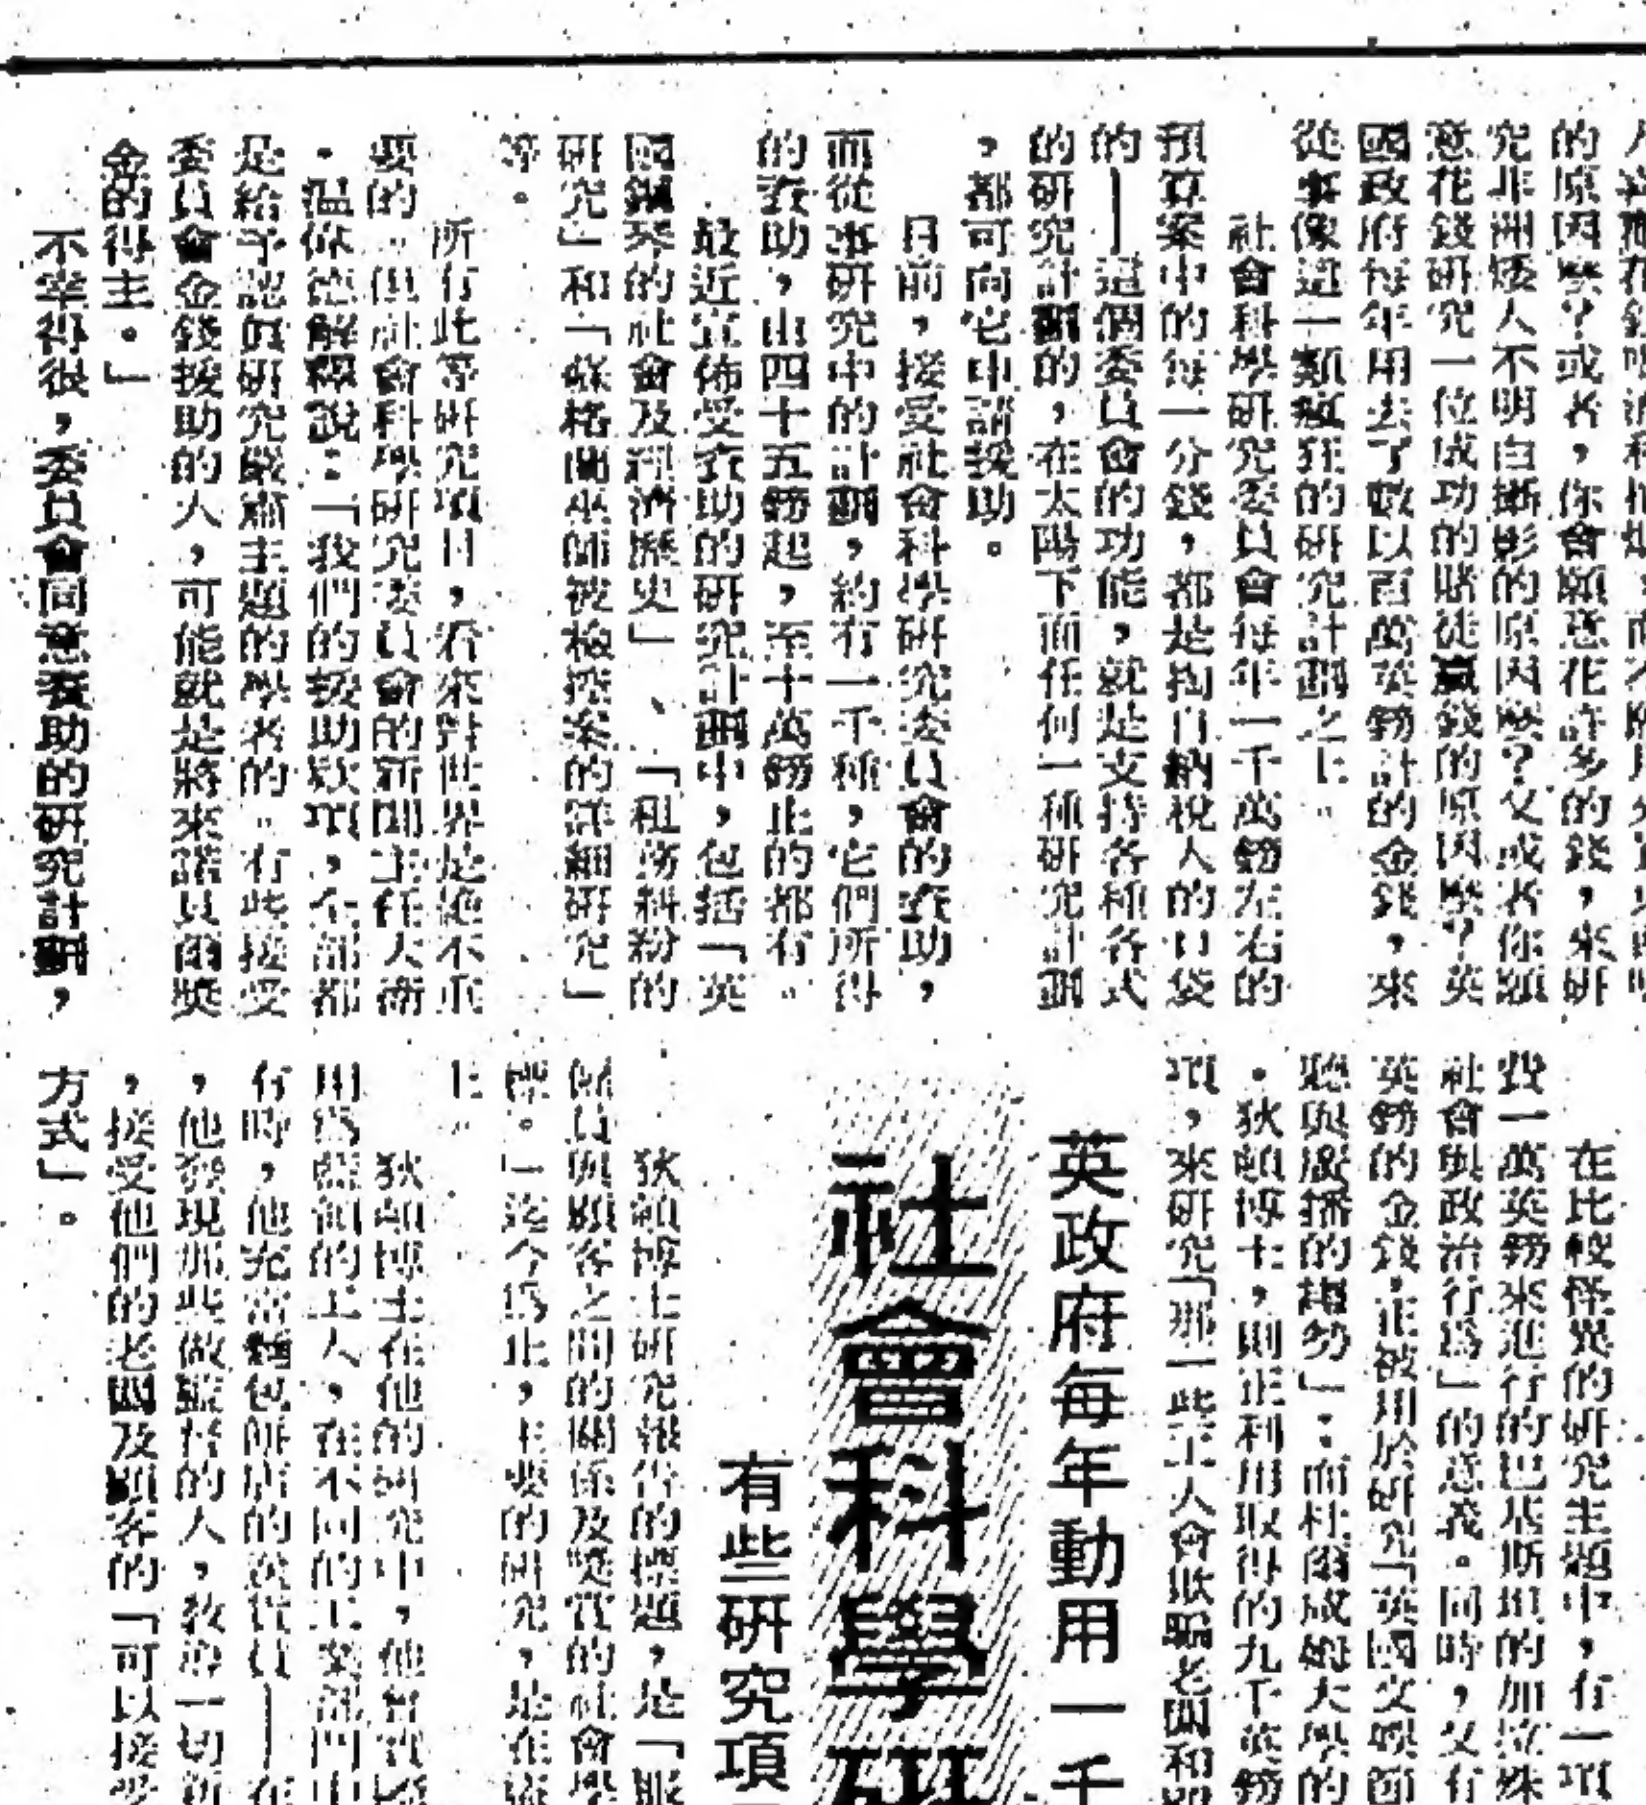 的原因麼?或者,你會願意花許多的錢,來研
究非洲矮人不明白攝影的原因麼?又或者你願
意花錢研究一位成功的賭徒贏錢的原因麼?英
國政府每年用去了數以百萬英鎊計的金錢,來
從事像這一類瘋狂的研究計劃之上。
社會科學研究委員會每年一千萬鎊左右的
預算案中的每一分錢,都是掏自納稅人的口袋
的——這個委員會的功能,就是支持各種各式
的研究計劃的,在太陽下面任何一種研究計劃
,都可向它申請援助。
日前,接受社會科學研究委員會的資助,
而從事研究中的計劃,約有一千種,它們所得
的資助,由四十五鎊起,至十萬鎊止的都有。
最近宣佈受資助的研究計劃中,包括「英
國鋼琴的社會及經濟歷史」、「租務糾紛的
研究」和「蘇格蘭巫師被檢控案的詳細研究」
等。
所有此等研究項目,看來對世界是絕不重
要的。但社會科學研究委員會的新聞主任大衛
・溫保德解釋說:「我們的援助款項,全部都
是給予認真研究嚴肅主題的學者的。有些接受
委員會金錢援助的人,可能就是將來諾貝爾獎
金的得主。」
不幸得很,委員會同意資助的研究計劃,
在比較怪異的研究主題中,有一項
費一萬英鎊來進行的巴基斯坦的加拉
社會與政治行為」的意義。同時,又有
英鎊的金錢,正被用於研究「英國文
聽與廣播的趨勢」;而杜爾成姆大學的
・狄頓博士,則正利用取得的九千英鎊
項,來研究「那一些工人會欺騙老闆和
英政府每年動用一千
社會科學研
有些研究項
狄頓博士研究報告的標題,是「
僱員與顧客之間的關係及獎賞的社會學
」迄今為止,主要的研究,是在
上。
狄頓博士在他的研究中,他曾
用為藍領的工人,在不同的工業部門中
有時,他充當麵包店的送貨員——在
,他發現那些做監督的人,教導一切新
,接受他們的老闆及顧客的「可以接受
方式」。